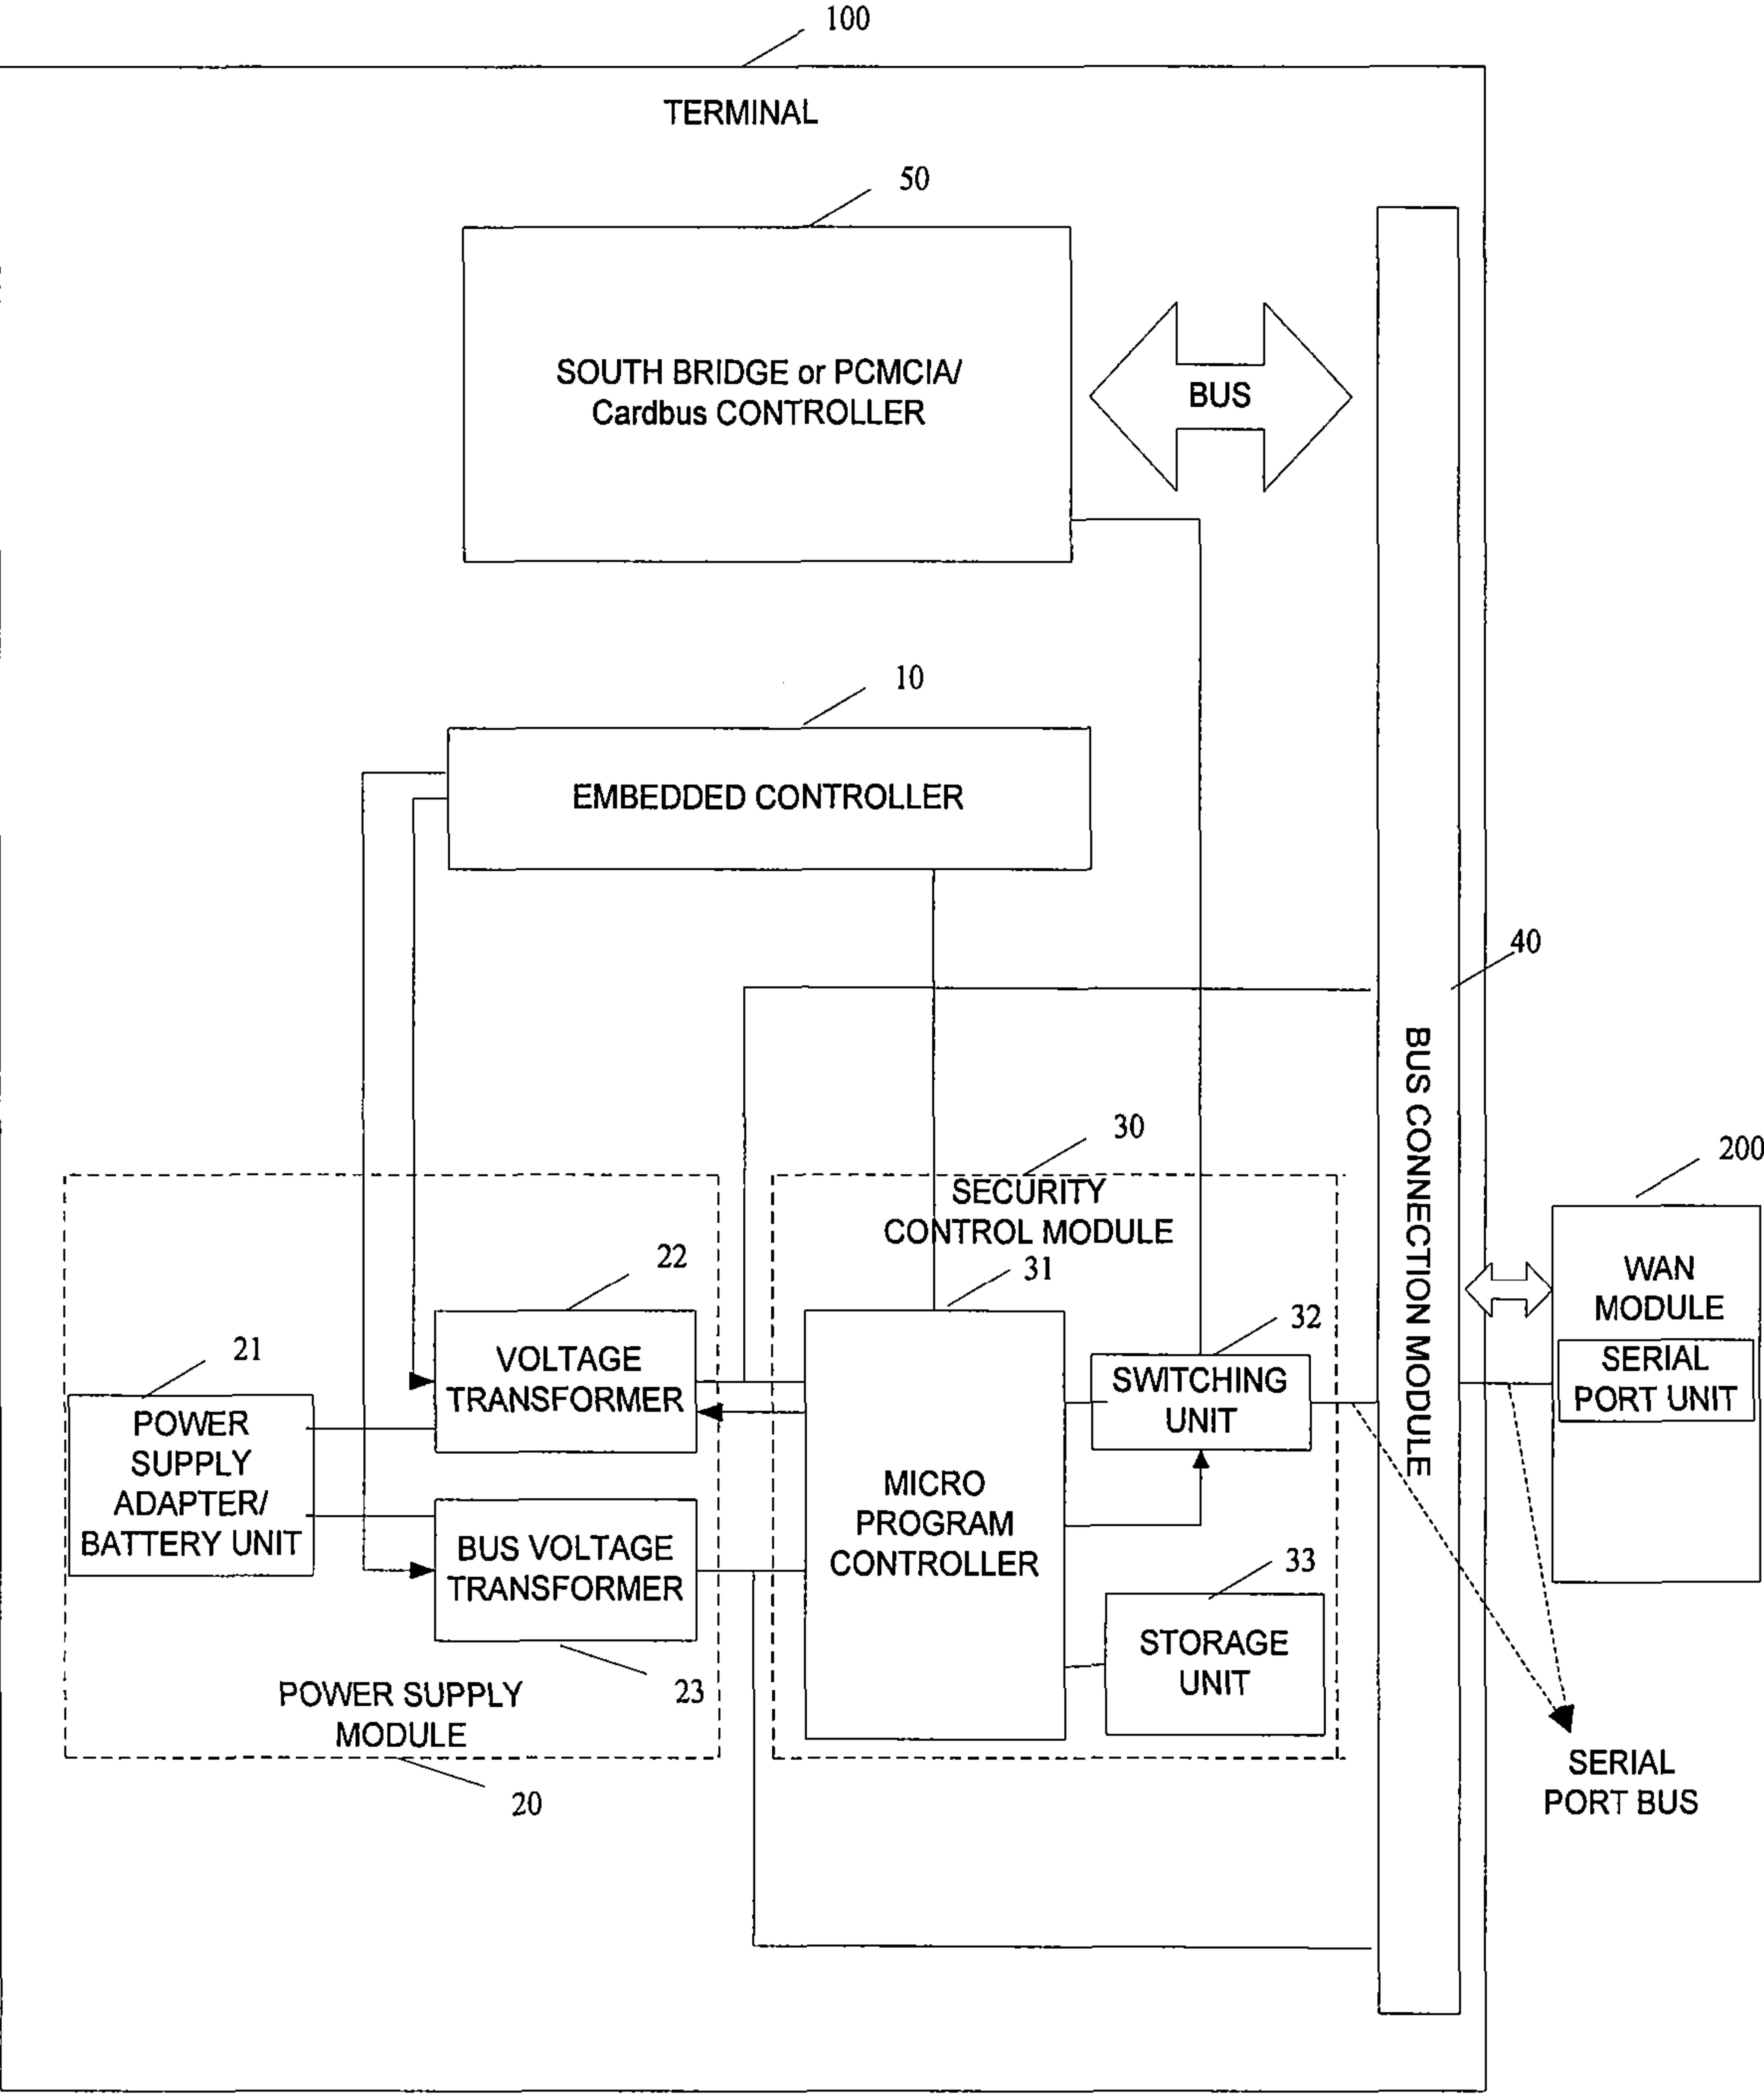 100
TERMINAL
50
SOUTH BRIDGE or PCMCIA/
Cardbus CONTROLLER
BUS
10
EMBEDDED CONTROLLER
40
BUS CONNECTION MODULE
30
SECURITY
CONTROL MODULE
200
WAN
MODULE
SERIAL
PORT UNIT
22
VOLTAGE
TRANSFORMER
31
MICRO
PROGRAM
CONTROLLER
32
SWITCHING
UNIT
21
POWER
SUPPLY
ADAPTER/
BATTERY UNIT
BUS VOLTAGE
TRANSFORMER
23
33
STORAGE
UNIT
POWER SUPPLY
MODULE
20
SERIAL
PORT BUS